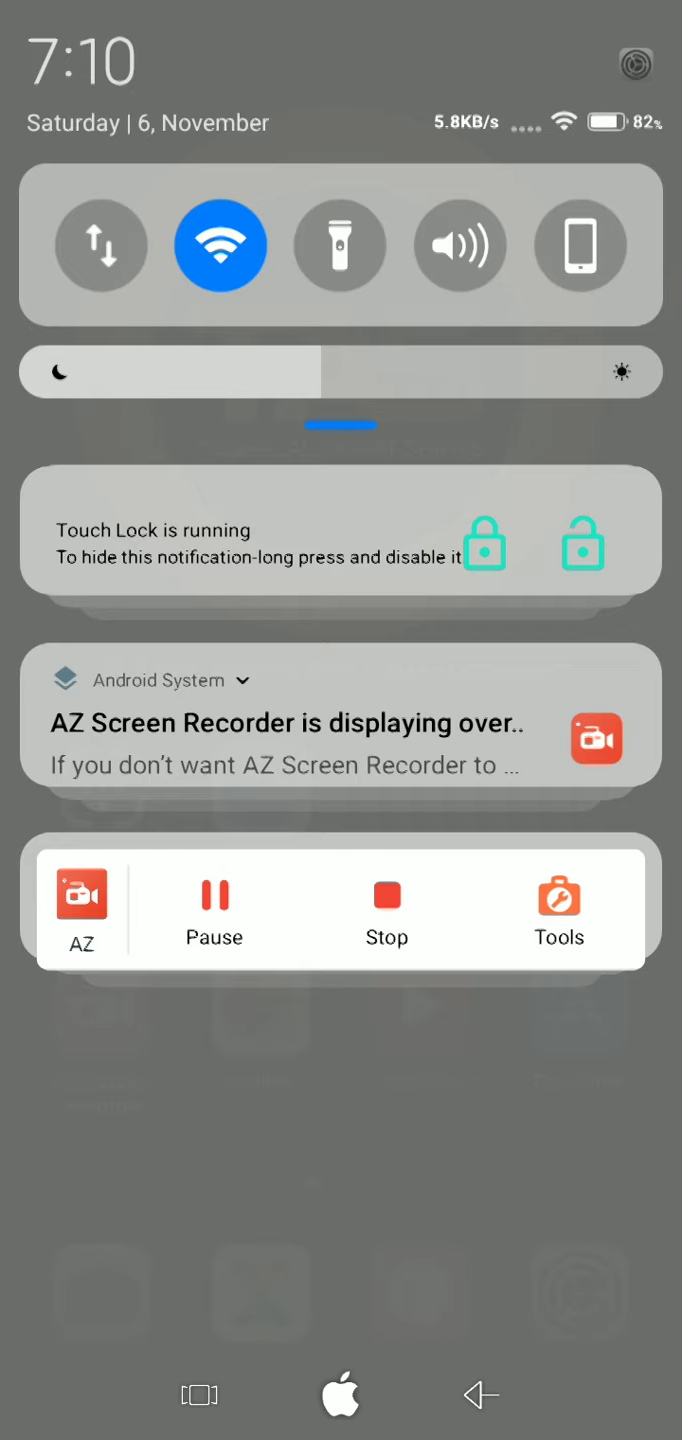 7:10
Saturday | 6, November
5.8KB/s
82%
Touch Lock is running
To hide this notification-long press and disable it
Android System
AZ Screen Recorder is displaying over..
If you don't want AZ Screen Recorder to ...
AZ
Pause
Stop
Tools